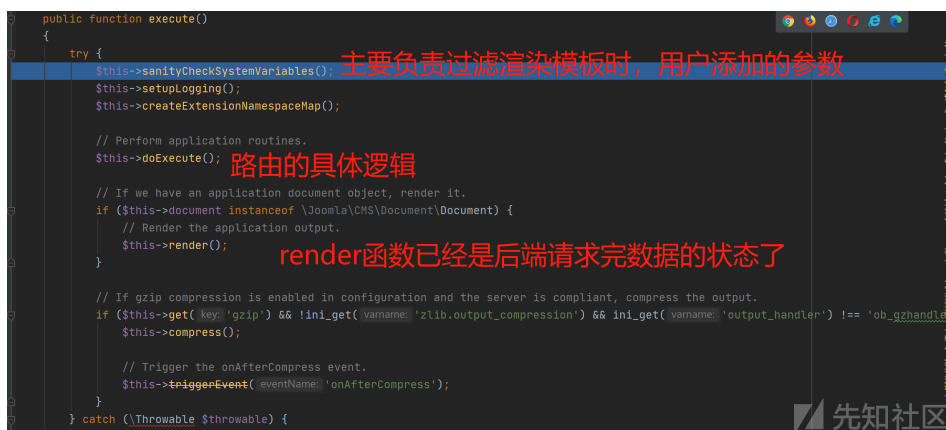 public function execute()
{
try {
$this->sanityCheckSystemVariables(); 主要负责过滤渲染模板时，用户添加的参数
$this->setupLogging();
$this->createExtensionNamespaceMap();
// Perform application routines.
$this->doExecute(); 路由的具体逻辑
// If we have an application document object, render it.
if ($this->document instanceof \Joomla\CMS\Document\Document) {
// Render the application output.
$this->render();
render函数已经是后端请求完数据的状态了
}
// If gzip compression is enabled in configuration and the server is compliant, compress the output.
if ($this->get( key: 'gzip') && !ini_get( varname: 'zlib.output_compression') && ini_get( varname: 'output_handler') !== 'ob_gzhandle
$this->compress();
// Trigger the onAfterCompress event.
$this->triggerEvent( eventName: 'onAfterCompress');
}
} catch (\Throwable $throwable) {
先知社区